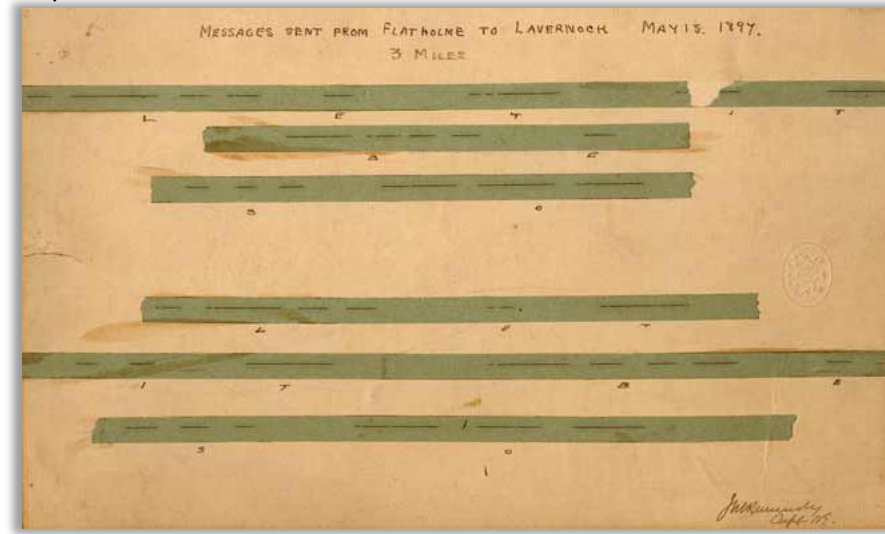 MESSAGES SENT FROM FLATHOLME TO LAVERNOCK MAY 13. 1897.
3 MILES
L E T I T
B E
S O
L E T
I T B E
S O